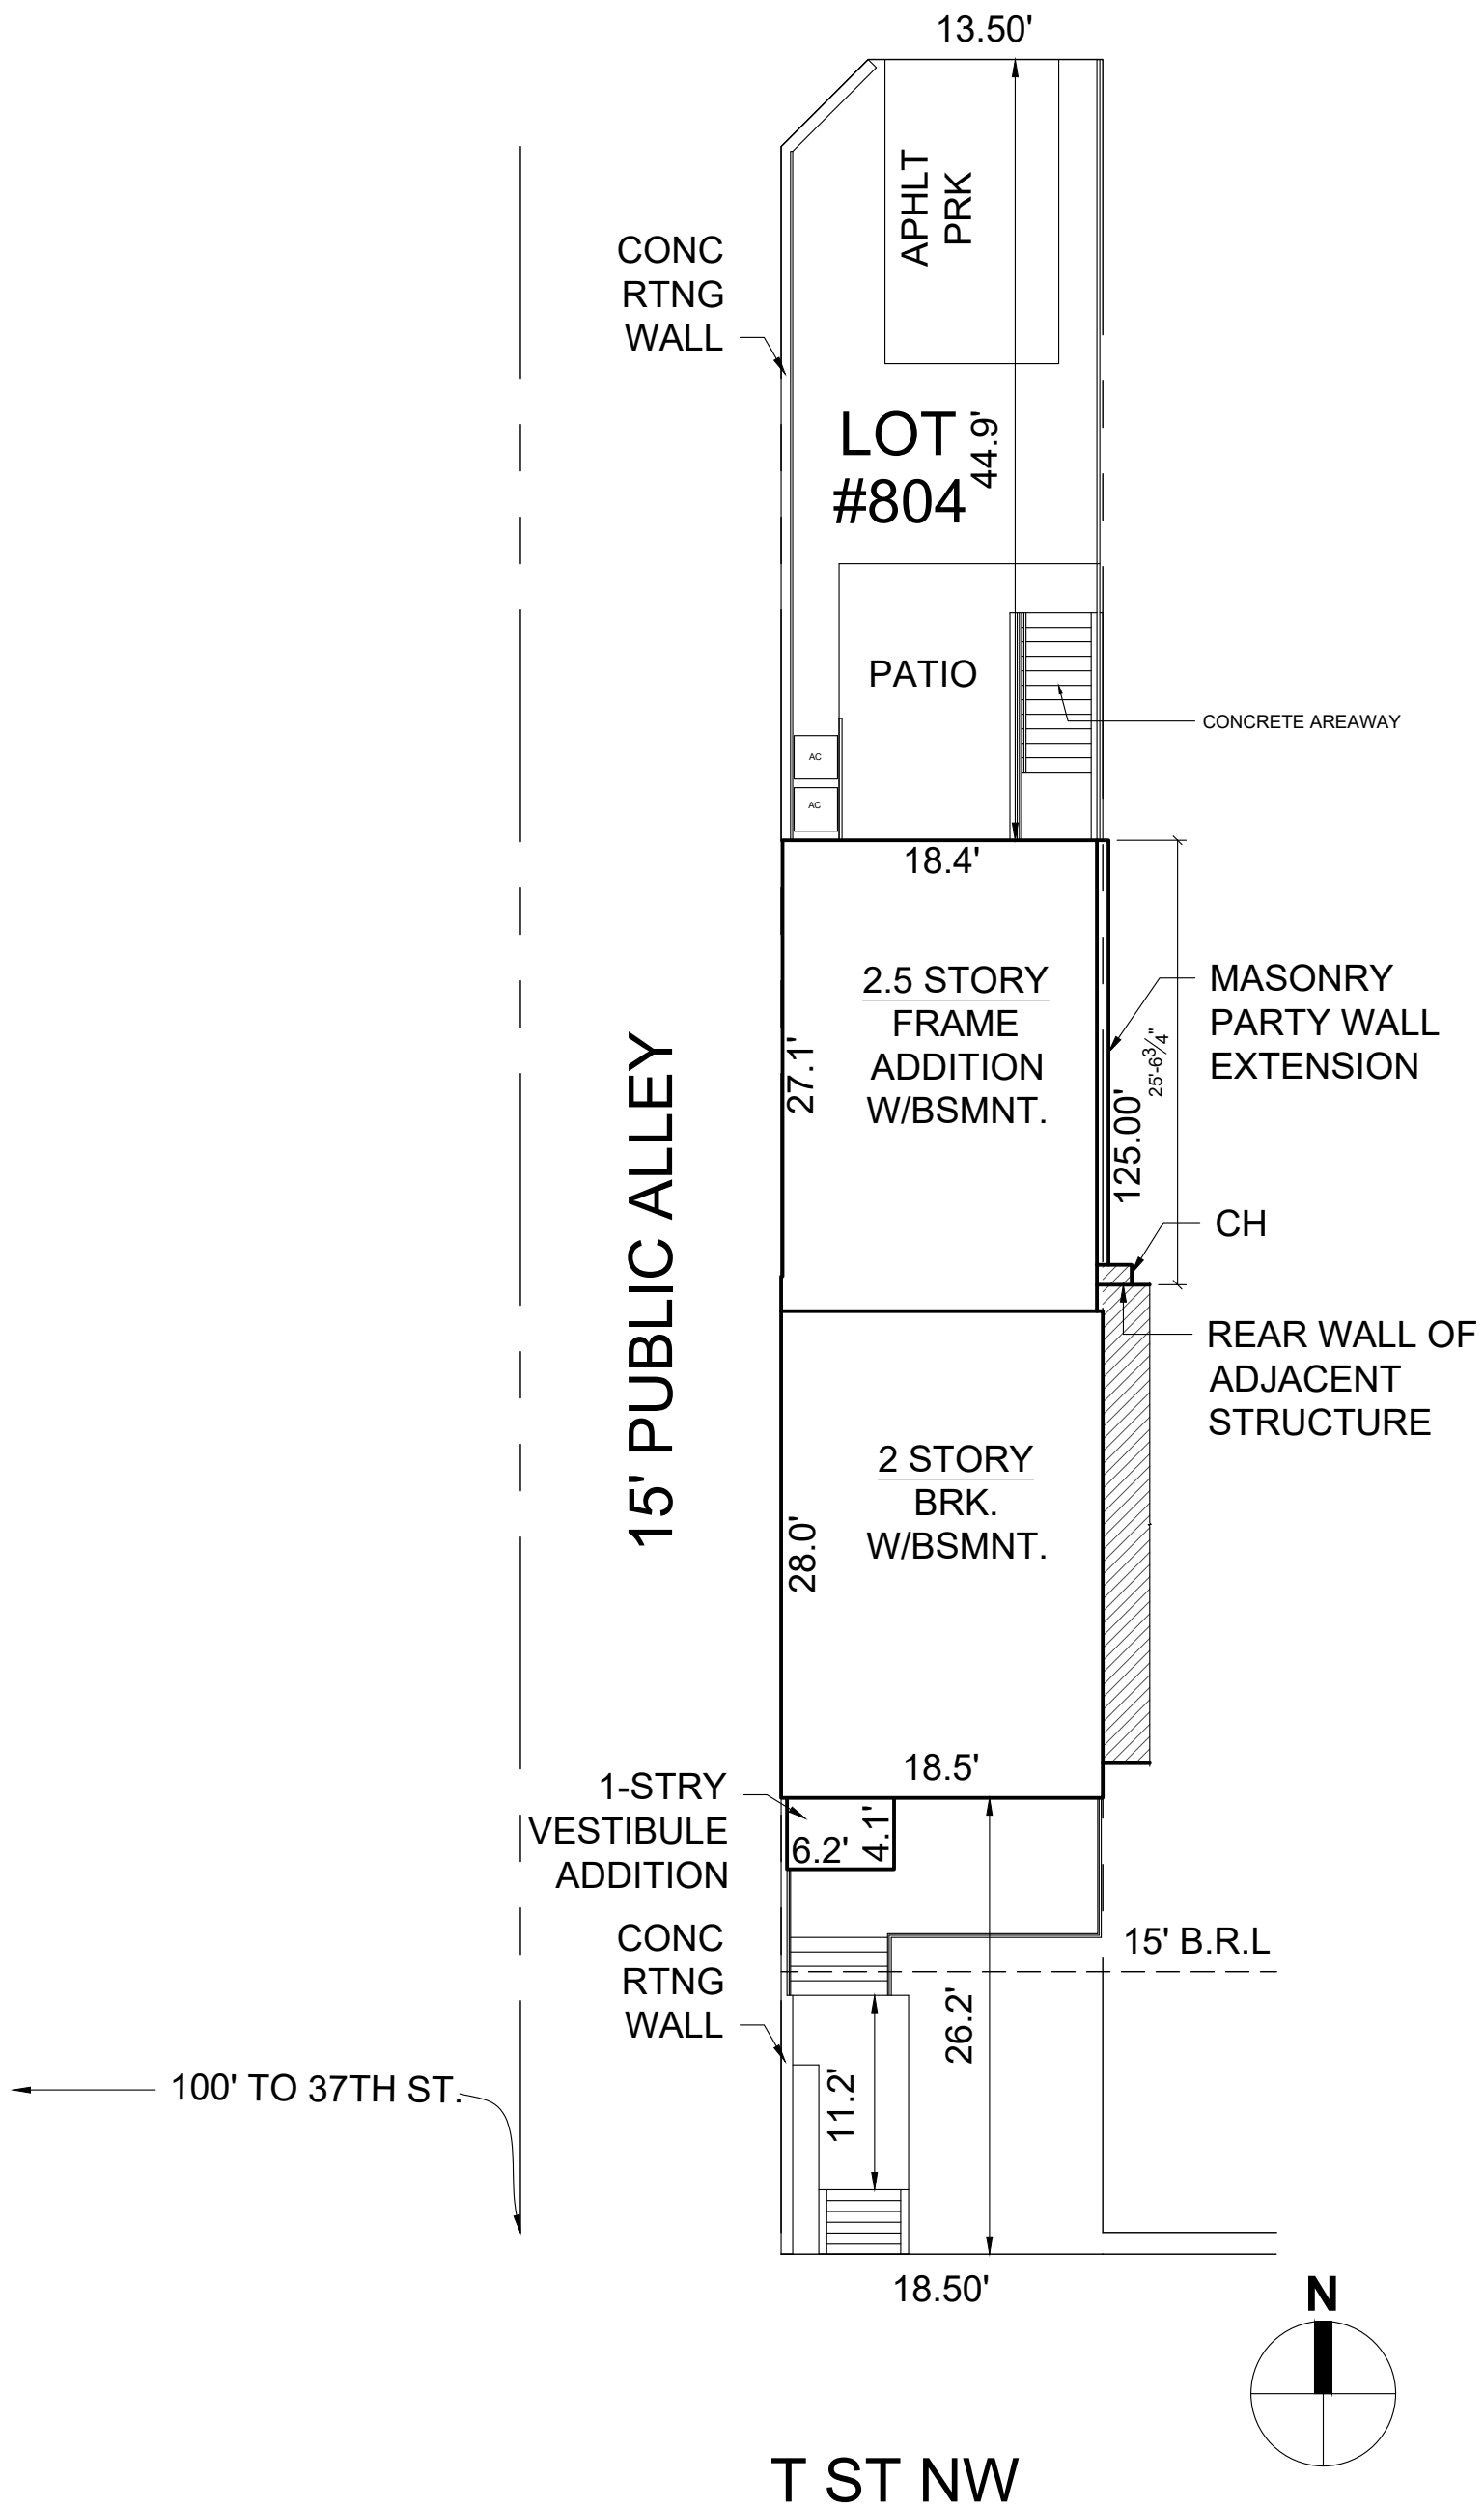 13.50'
APHLT
PRK
CONC
RTNG
WALL
LOT
#804
44.9'
PATIO
CONCRETE AREAWAY
AC
AC
18.4'
2.5 STORY
FRAME
ADDITION
W/BSMNT.
27.1'
MASONRY
PARTY WALL
EXTENSION
25'-6 3/4"
125.00'
15' PUBLIC ALLEY
CH
REAR WALL OF
ADJACENT
STRUCTURE
2 STORY
BRK.
W/BSMNT.
28.0'
18.5'
1-STRY
VESTIBULE
ADDITION
6.2'
4.1'
CONC
RTNG
WALL
15' B.R.L
26.2'
11.2'
100' TO 37TH ST.
18.50'
N
T ST NW